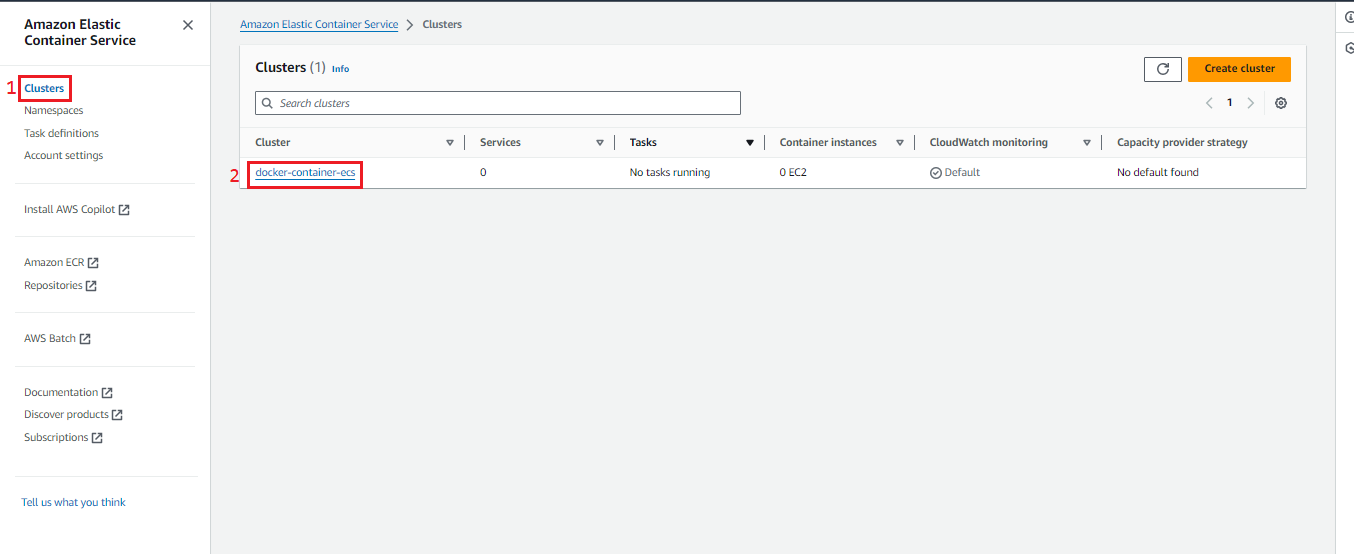 Amazon Elastic
Container Service
1
Clusters
Namespaces
Task definitions
Account settings
Install AWS Copilot
Amazon ECR
Repositories
AWS Batch
Documentation
Discover products
Subscriptions
Tell us what you think
Amazon Elastic Container Service > Clusters
Clusters (1) Info
Create cluster
Search clusters
1
Cluster Services Tasks Container instances CloudWatch monitoring Capacity provider strategy
2 docker-container-ecs 0 No tasks running 0 EC2 Default No default found